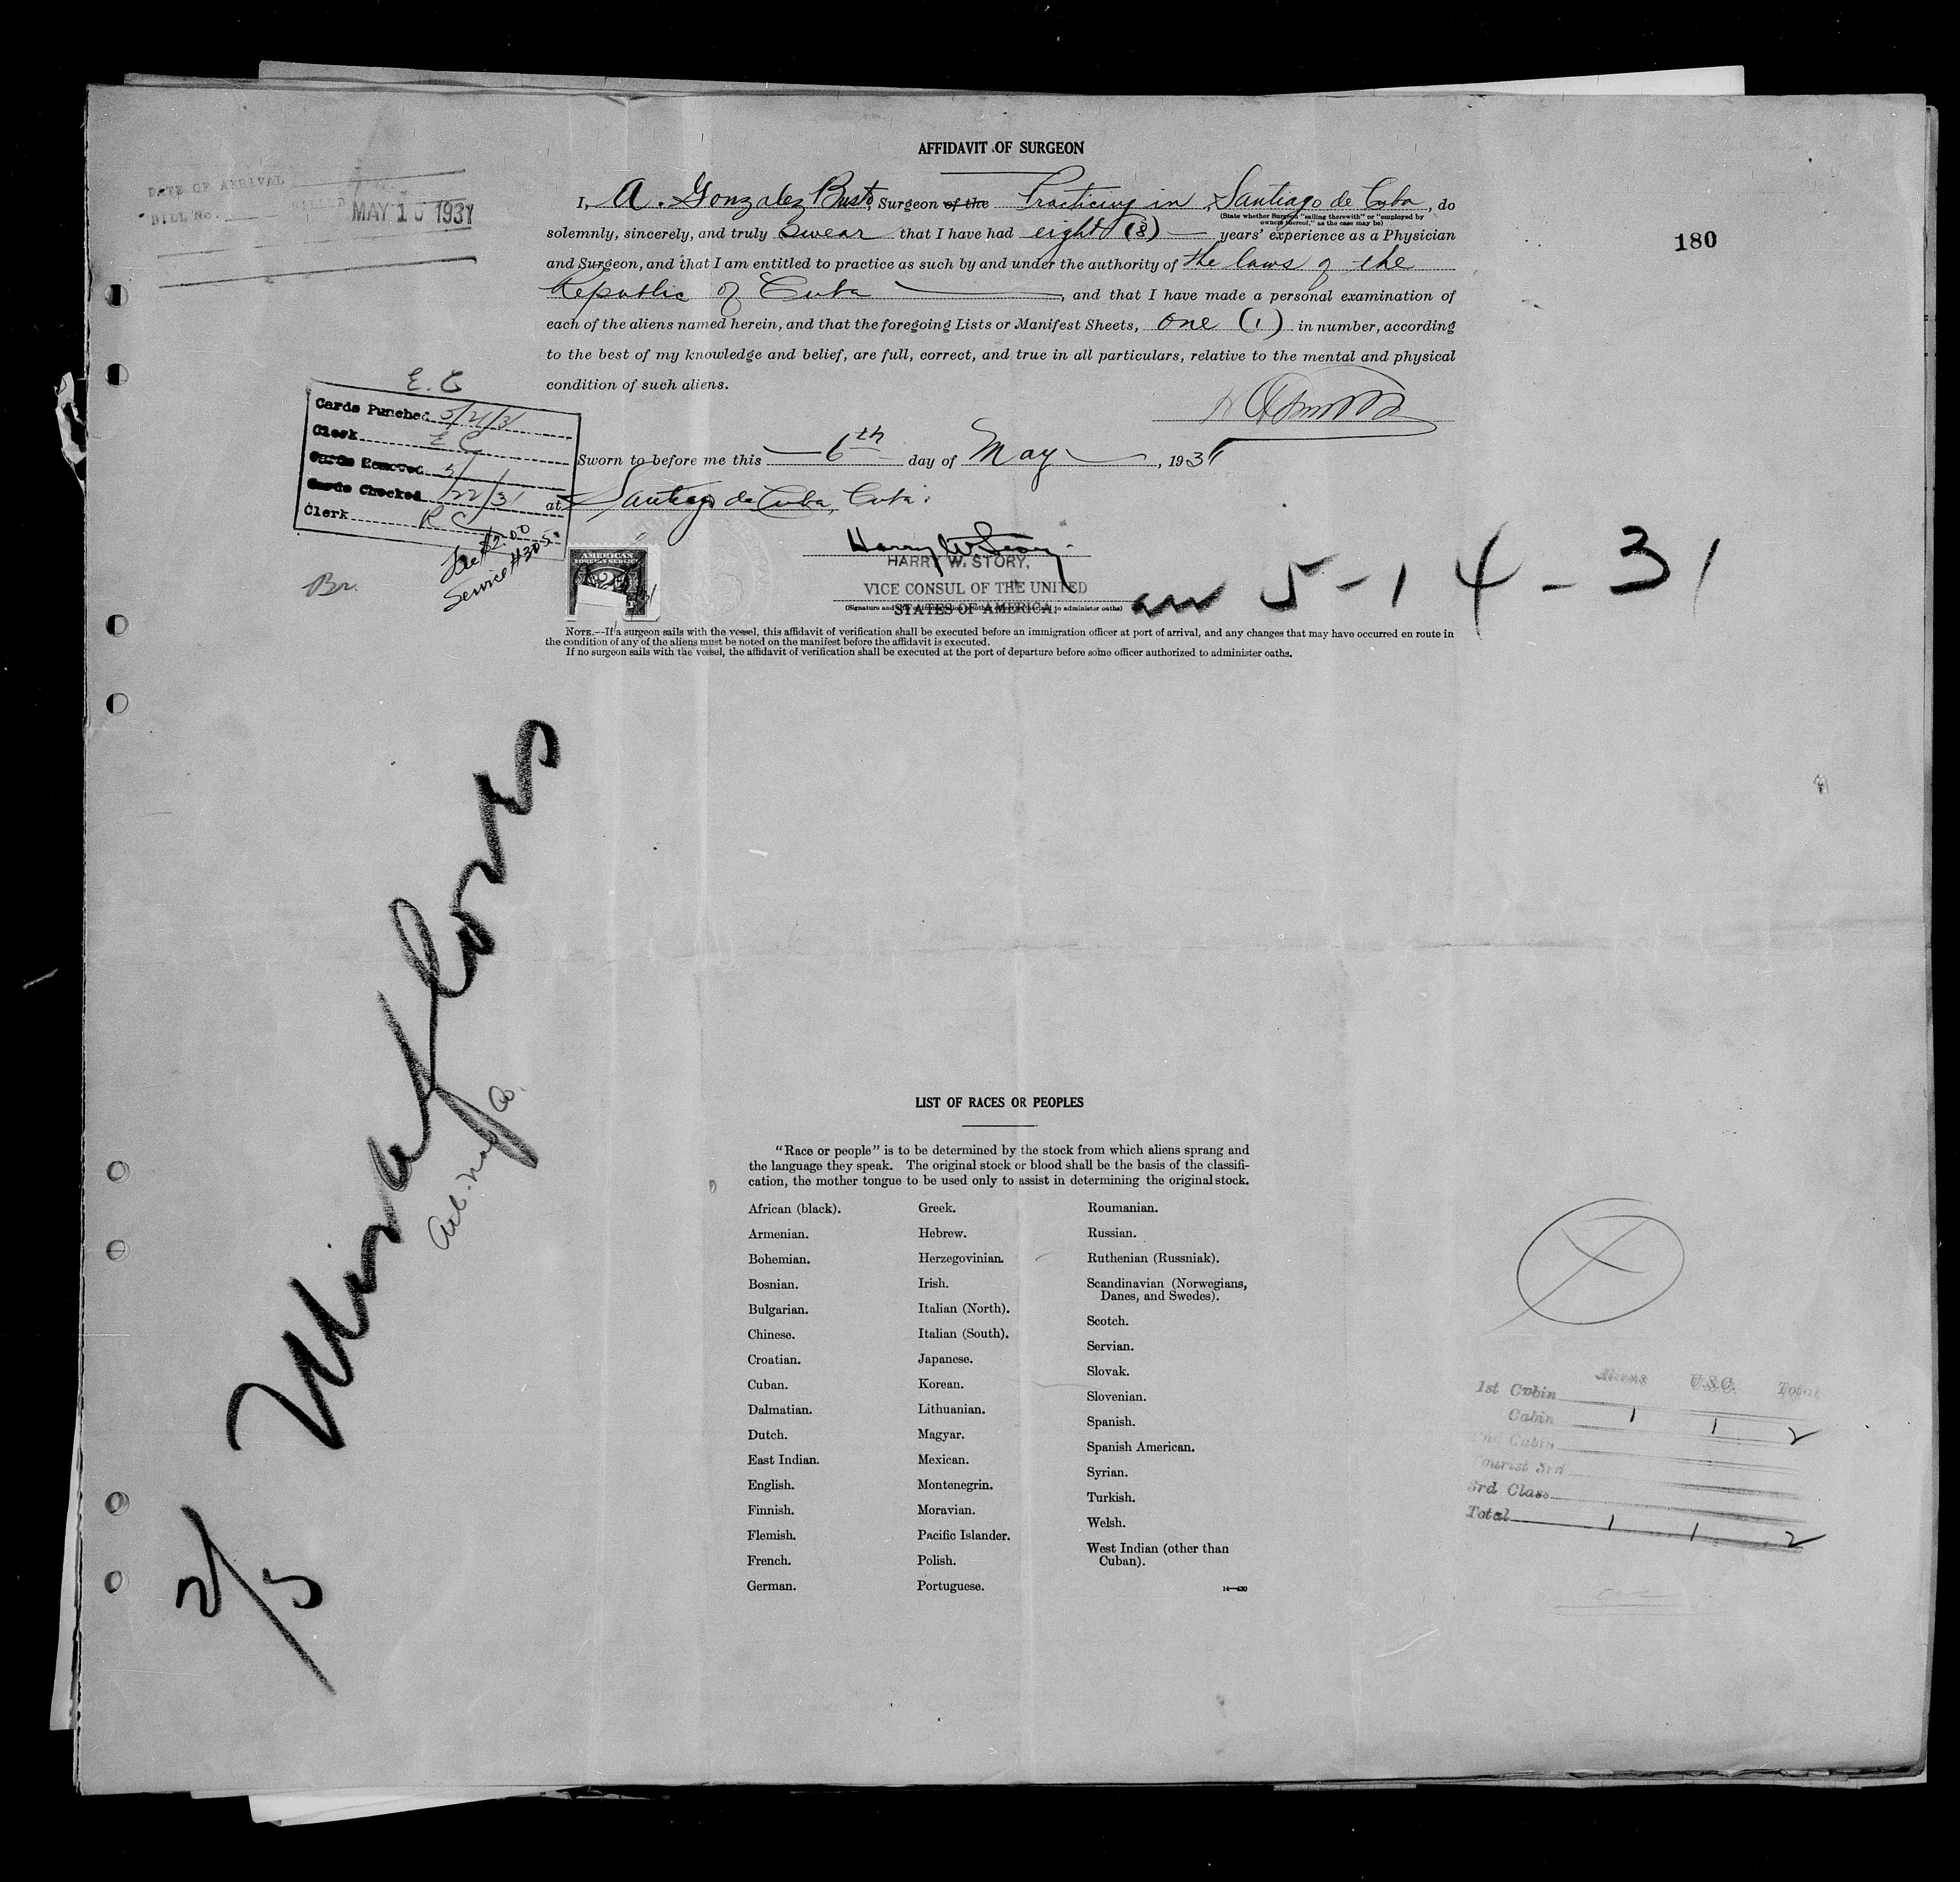 AFFIDAVIT OF SURGEON
DATE OF ARRIVAL
BILL No. BILLED MAY 1 1931
180
I, A. Gonzalez Busto, Surgeon of the Practicing in, Santiago de Cuba, do
(State whether Surgeon "sailing therewith" or "employed by
owners thereof," as the case may be)
solemnly, sincerely, and truly swear that I have had eight (8) years' experience as a Physician
and Surgeon, and that I am entitled to practice as such by and under the authority of the laws of the
Republic of Cuba, and that I have made a personal examination of
each of the aliens named herein, and that the foregoing Lists or Manifest Sheets, one (1) in number, according
to the best of my knowledge and belief, are full, correct, and true in all particulars, relative to the mental and physical
condition of such aliens.
E. C
Cards Punched 5/21/31
Clerk E C
Cards Removed 5/
Cards Checked /22/31
Clerk R C
Sworn to before me this 6th day of May, 1931
at Santiago de Cuba, Cuba.
Fee $2.00
Service #305
Br.
AMERICAN
FOREIGN SERVICE
Harry W. Story
HARRY W. STORY,
VICE CONSUL OF THE UNITED
STATES OF AMERICA.
5-14-31
NOTE.—If a surgeon sails with the vessel, this affidavit of verification shall be executed before an immigration officer at port of arrival, and any changes that may have occurred en route in
the condition of any of the aliens must be noted on the manifest before the affidavit is executed.
If no surgeon sails with the vessel, the affidavit of verification shall be executed at the port of departure before some officer authorized to administer oaths.
Miraflores
2/5
LIST OF RACES OR PEOPLES
"Race or people" is to be determined by the stock from which aliens sprang and
the language they speak. The original stock or blood shall be the basis of the classifi-
cation, the mother tongue to be used only to assist in determining the original stock.
African (black).
Armenian.
Bohemian.
Bosnian.
Bulgarian.
Chinese.
Croatian.
Cuban.
Dalmatian.
Dutch.
East Indian.
English.
Finnish.
Flemish.
French.
German.
Greek.
Hebrew.
Herzegovinian.
Irish.
Italian (North).
Italian (South).
Japanese.
Korean.
Lithuanian.
Magyar.
Mexican.
Montenegrin.
Moravian.
Pacific Islander.
Polish.
Portuguese.
Roumanian.
Russian.
Ruthenian (Russniak).
Scandinavian (Norwegians,
Danes, and Swedes).
Scotch.
Servian.
Slovak.
Slovenian.
Spanish.
Spanish American.
Syrian.
Turkish.
Welsh.
West Indian (other than
Cuban).
14—430
Aliens U.S.C. Total
1st Cabin
Cabin 1 1 2
2nd Cabin
Tourist 3rd
3rd Class
Total 1 1 2